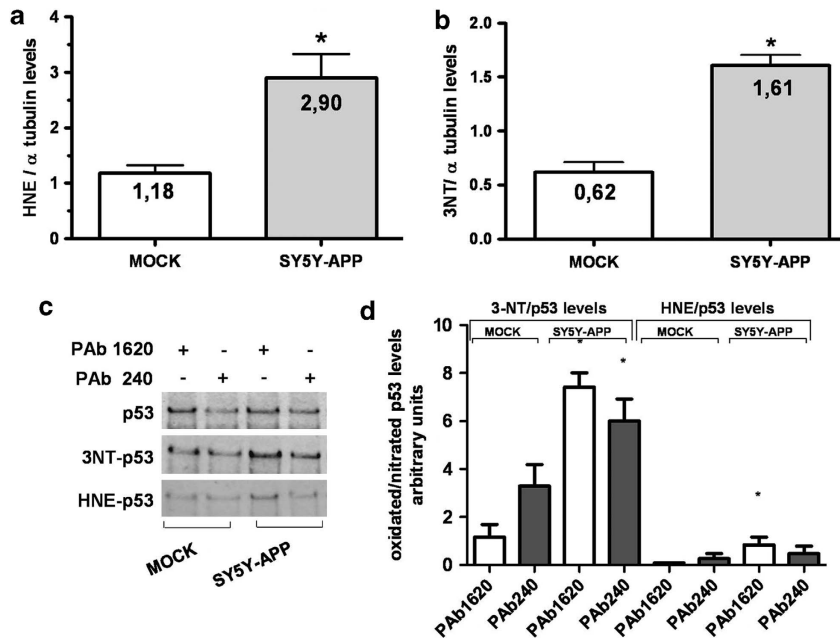 a
HNE / α tubulin levels
4
3
2
1
0
*
1,18
2,90
MOCK
SY5Y-APP
b
3NT/ α tubulin levels
2.0
1.5
1.0
0.5
0.0
*
0,62
1,61
MOCK
SY5Y-APP
c
PAb 1620 + - + -
PAb 240 - + - +
p53
3NT-p53
HNE-p53
MOCK
SY5Y-APP
d
3-NT/p53 levels HNE/p53 levels
MOCK SY5Y-APP MOCK SY5Y-APP
oxidated/nitrated p53 levels
arbitrary units
10
8
6
4
2
0
*
*
*
PAb1620
PAb240
PAb1620
PAb240
PAb1620
PAb240
PAb1620
PAb240